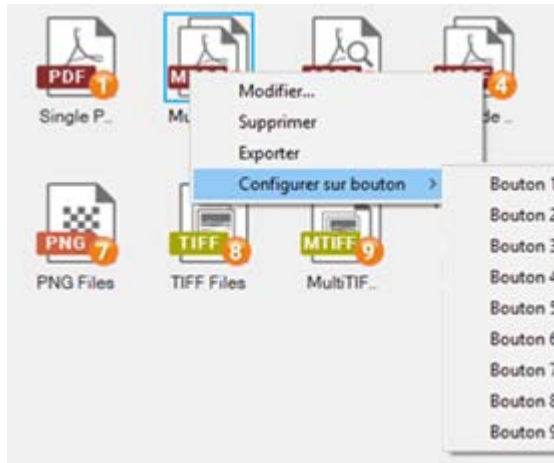 PDF 1
4
Single P...
de ...
Modifier...
Supprimer
Exporter
Configurer sur bouton >
Bouton 1
Bouton 2
Bouton 3
Bouton 4
Bouton 5
Bouton 6
Bouton 7
Bouton 8
Bouton 9
PNG 7
TIFF 8
MTIFF 9
PNG Files
TIFF Files
MultiTIF...